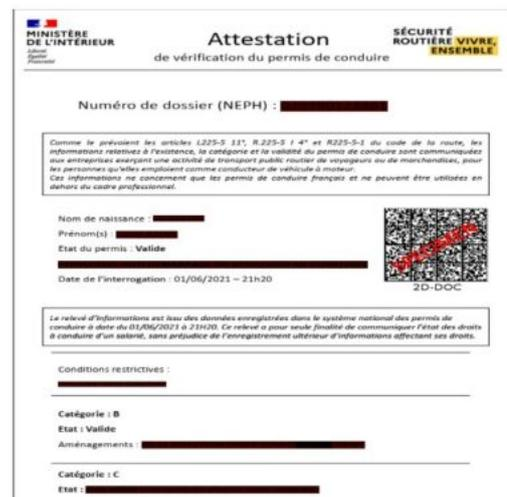 MINISTÈRE
DE L'INTÉRIEUR
Liberté
Égalité
Fraternité
Attestation
de vérification du permis de conduire
SÉCURITÉ
ROUTIÈRE VIVRE,
ENSEMBLE
Numéro de dossier (NEPH) :
Comme le prévoient les articles L225-5 11°, R.225-5 I 4° et R225-5-1 du code de la route, les
informations relatives à l'existence, la catégorie et la validité du permis de conduire sont communiquées
aux entreprises exerçant une activité de transport public routier de voyageurs ou de marchandises, pour
les personnes qu'elles emploient comme conducteur de véhicule à moteur.
Ces informations ne concernent que les permis de conduire français et ne peuvent être utilisées en
dehors du cadre professionnel.
Nom de naissance :
Prénom(s) :
Etat du permis : Valide
Date de l'interrogation : 01/06/2021 – 21h20
SPECIMEN
2D-DOC
Le relevé d'informations est issu des données enregistrées dans le système national des permis de
conduire à date du 01/06/2021 à 21H20. Ce relevé a pour seule finalité de communiquer l'état des droits
à conduire d'un salarié, sans préjudice de l'enregistrement ultérieur d'informations affectant ses droits.
Conditions restrictives :
Catégorie : B
Etat : Valide
Aménagements :
Catégorie : C
Etat :